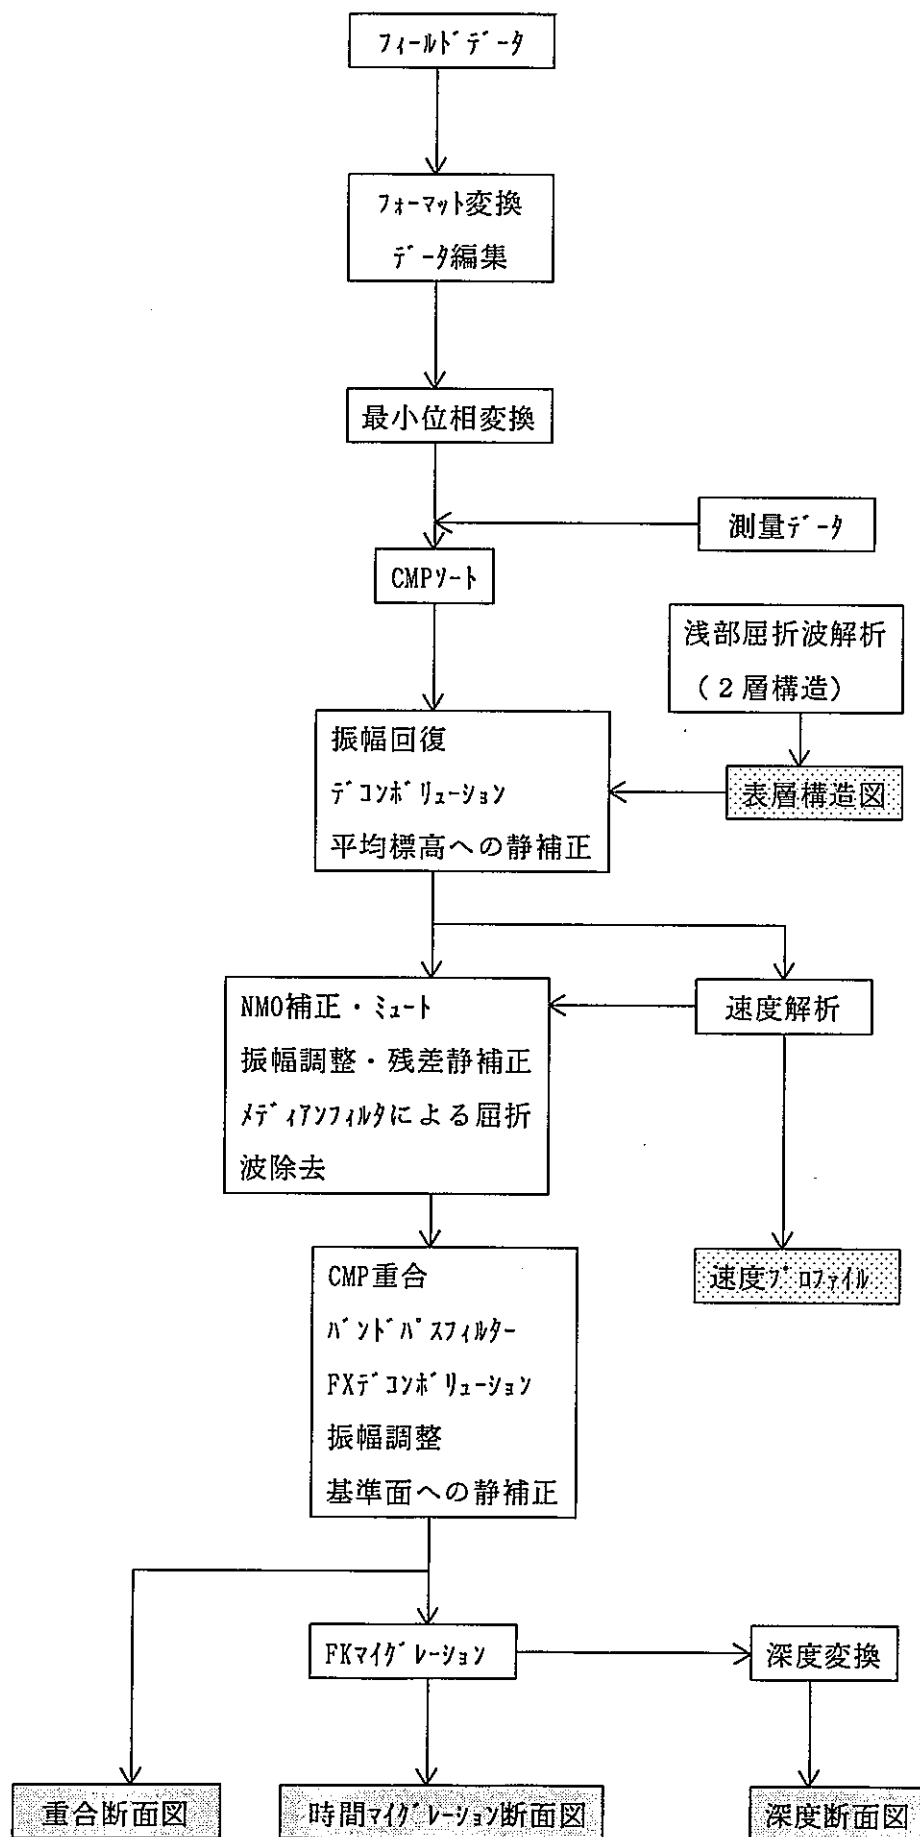 ﾌｨｰﾙﾄﾞﾃﾞｰﾀ
ﾌｫｰﾏｯﾄ変換
ﾃﾞｰﾀ編集
最小位相変換
測量ﾃﾞｰﾀ
CMPｿｰﾄ
浅部屈折波解析
（２層構造）
振幅回復
ﾃﾞｺﾝﾎﾞﾘｭｰｼｮﾝ
平均標高への静補正
表層構造図
NMO補正・ﾐｭｰﾄ
振幅調整・残差静補正
ﾒﾃﾞｨｱﾝﾌｨﾙﾀによる屈折
波除去
速度解析
速度ﾌﾟﾛﾌｧｲﾙ
CMP重合
ﾊﾞﾝﾄﾞﾊﾟｽﾌｨﾙﾀｰ
FXﾃﾞｺﾝﾎﾞﾘｭｰｼｮﾝ
振幅調整
基準面への静補正
FKﾏｲｸﾞﾚｰｼｮﾝ
深度変換
重合断面図
時間ﾏｲｸﾞﾚｰｼｮﾝ断面図
深度断面図